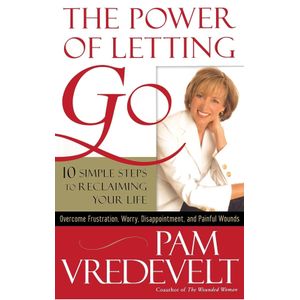 THE POWER
OF LETTING
GO
10 SIMPLE STEPS
TO RECLAIMING
YOUR LIFE
Overcome Frustration, Worry, Disappointment, and Painful Wounds
PAM
VREDEVELT
Coauthor of The Wounded Woman